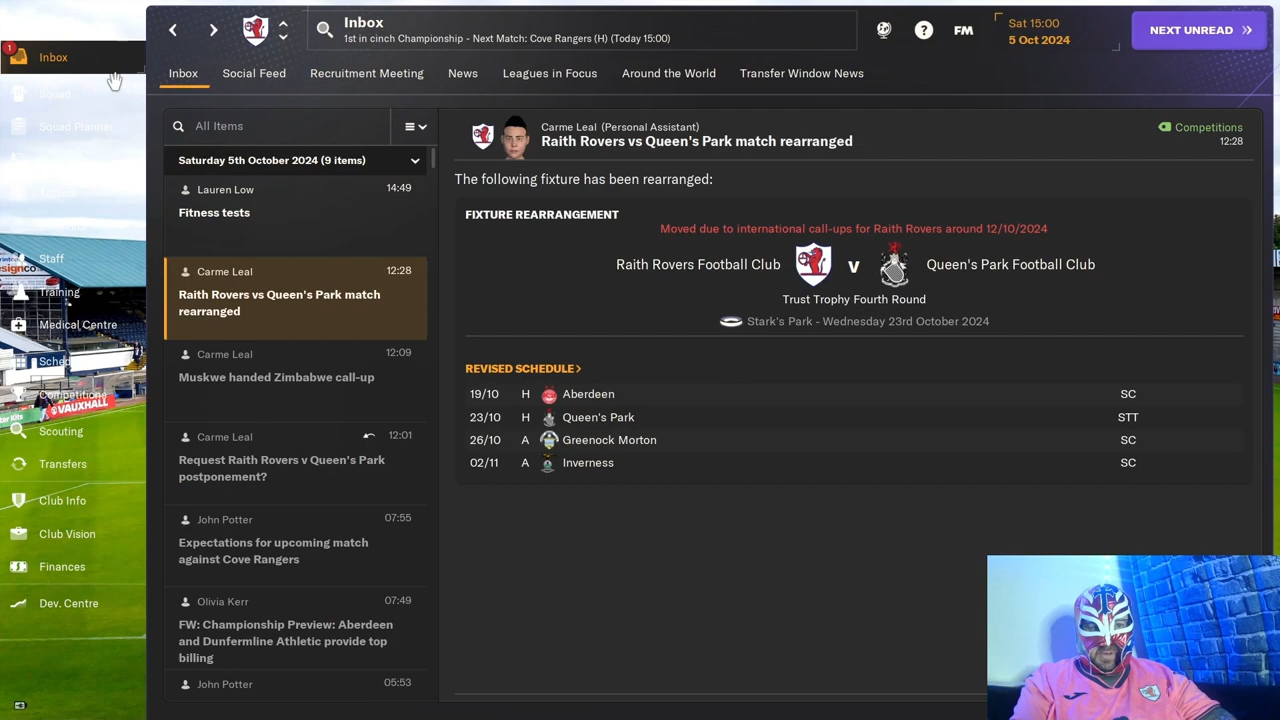 Inbox
1st in cinch Championship - Next Match: Cove Rangers (H) (Today 15:00)
?
FM
Sat 15:00
5 Oct 2024
NEXT UNREAD
1
Inbox
Squad
Squad Planner
Staff
Training
Medical Centre
Sched
Competitions
Scouting
Transfers
Club Info
Club Vision
Finances
Dev. Centre
VAUXHALL
Inbox
Social Feed
Recruitment Meeting
News
Leagues in Focus
Around the World
Transfer Window News
All Items
Saturday 5th October 2024 (9 items)
Lauren Low
14:49
Fitness tests
Carme Leal
12:28
Raith Rovers vs Queen's Park match
rearranged
Carme Leal
12:09
Muskwe handed Zimbabwe call-up
Carme Leal
12:01
Request Raith Rovers v Queen's Park
postponement?
John Potter
07:55
Expectations for upcoming match
against Cove Rangers
Olivia Kerr
07:49
FW: Championship Preview: Aberdeen
and Dunfermline Athletic provide top
billing
John Potter
05:53
Carme Leal (Personal Assistant)
Raith Rovers vs Queen's Park match rearranged
Competitions
12:28
The following fixture has been rearranged:
FIXTURE REARRANGEMENT
Moved due to international call-ups for Raith Rovers around 12/10/2024
Raith Rovers Football Club v Queen's Park Football Club
Trust Trophy Fourth Round
Stark's Park - Wednesday 23rd October 2024
REVISED SCHEDULE >
19/10 H Aberdeen SC
23/10 H Queen's Park STT
26/10 A Greenock Morton SC
02/11 A Inverness SC